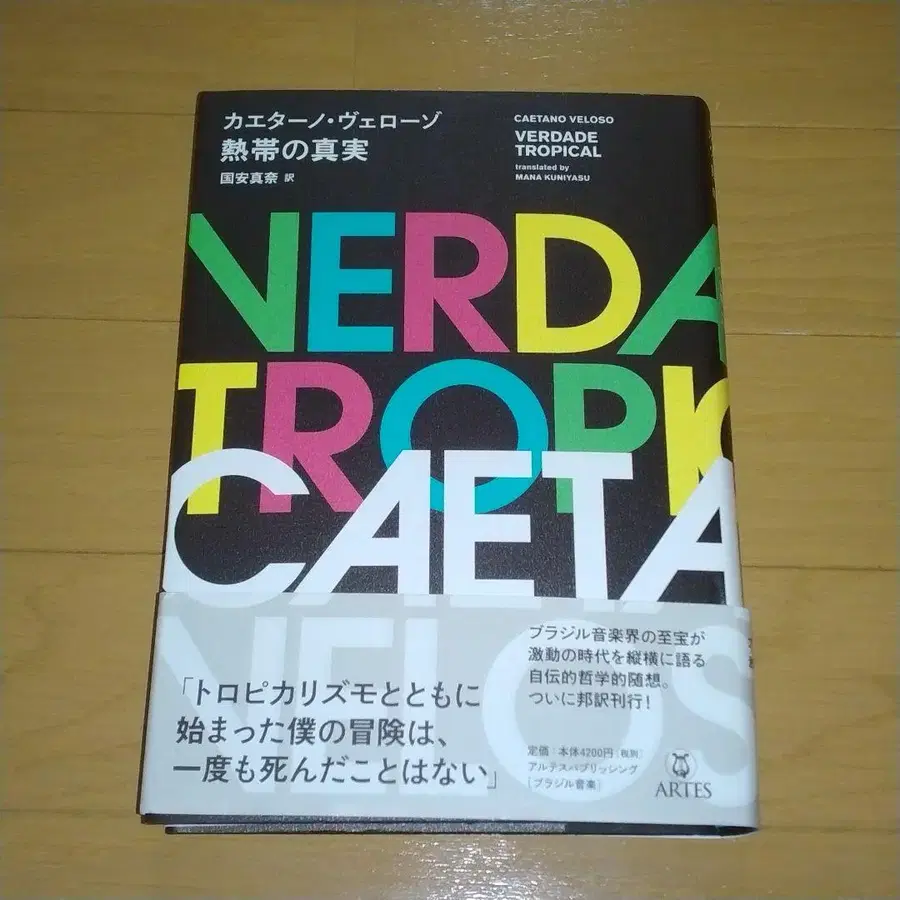 カエターノ・ヴェローゾ
熱帯の真実
国安真奈 訳
CAETANO VELOSO
VERDADE
TROPICAL
translated by
MANA KUNIYASU
VERDA
TROPIC
CAETA
VELOS
「トロピカリズモとともに
始まった僕の冒険は、
一度も死んだことはない」
ブラジル音楽界の至宝が
激動の時代を縦横に語る
自伝的哲学的随想。
ついに邦訳刊行!
定価:本体4200円[税別]
アルテスパブリッシング
[ブラジル音楽]
ARTES